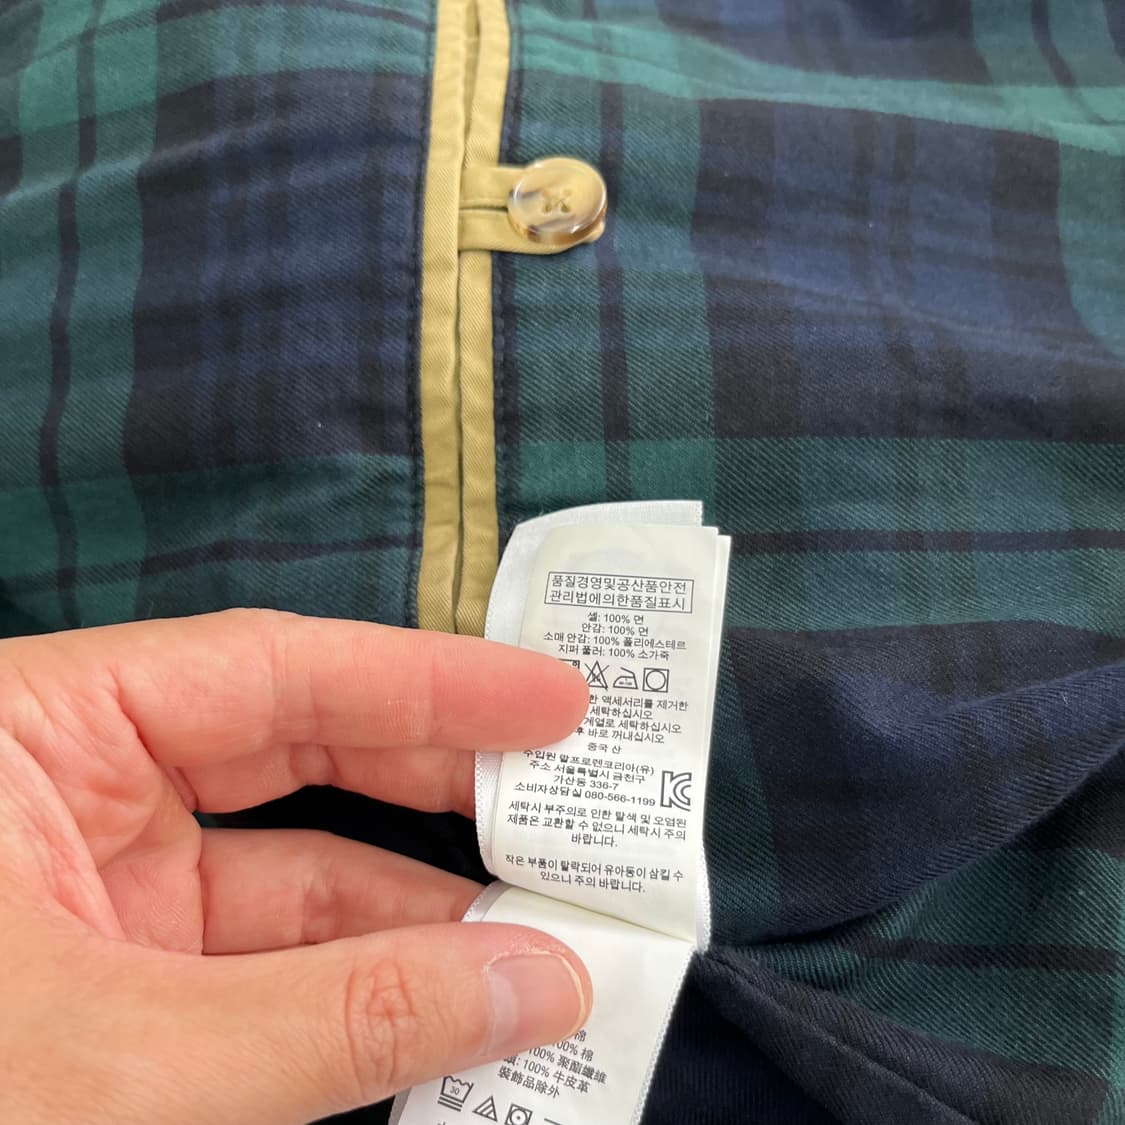 품질경영및공산품안전
관리법에의한품질표시
셀: 100% 면
안감: 100% 면
소매 안감: 100% 폴리에스테르
지퍼 풀러: 100% 소가죽
한 액세서리를 제거한
세탁하십시오
계열로 세탁하십시오
후 바로 꺼내십시오
중국 산
수입원 랄프로렌코리아(유)
주소 서울특별시 금천구
가산동 336-7
소비자상담실 080-566-1199
세탁시 부주의로 인한 탈색 및 오염된
제품은 교환할 수 없으니 세탁시 주의
바랍니다.
작은 부품이 탈락되어 유아등이 삼킬 수
있으니 주의 바랍니다.
棉
100% 棉
100% 聚酯纖維
100% 牛皮革
裝飾品除外
30